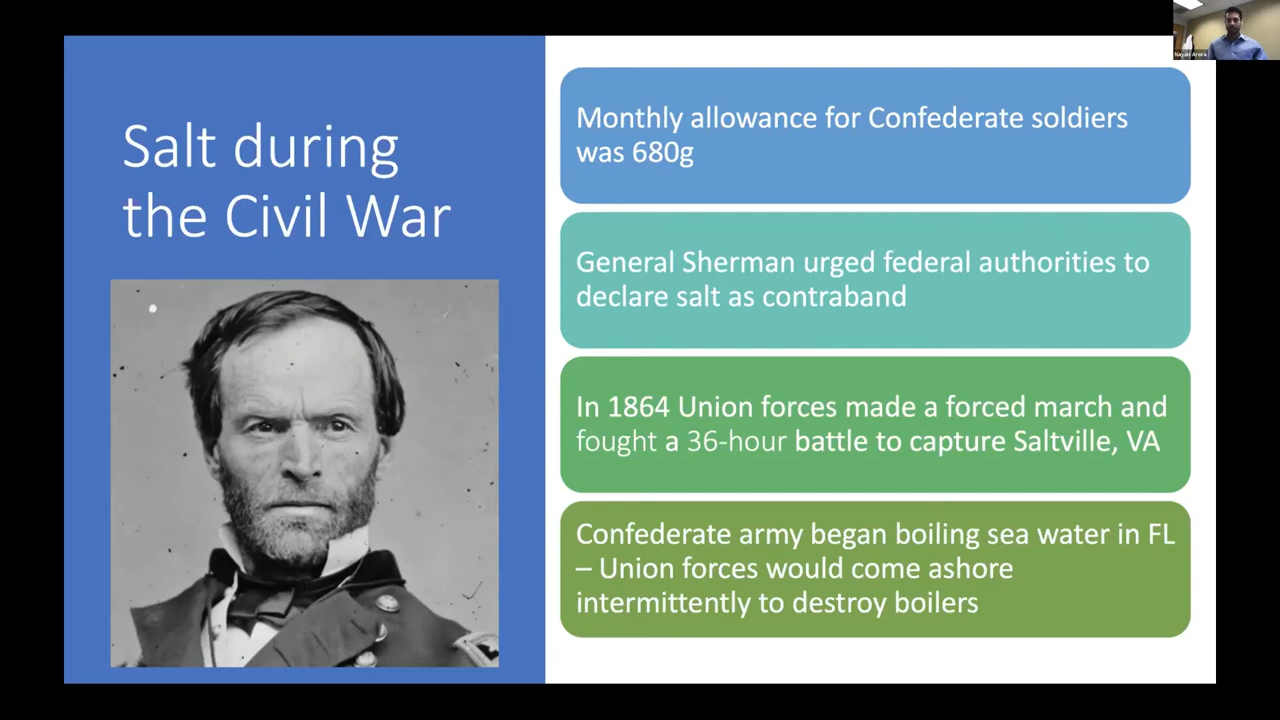 Salt during
the Civil War
Monthly allowance for Confederate soldiers
was 680g
General Sherman urged federal authorities to
declare salt as contraband
In 1864 Union forces made a forced march and
fought a 36-hour battle to capture Saltville, VA
Confederate army began boiling sea water in FL
– Union forces would come ashore
intermittently to destroy boilers
Nayan Arora